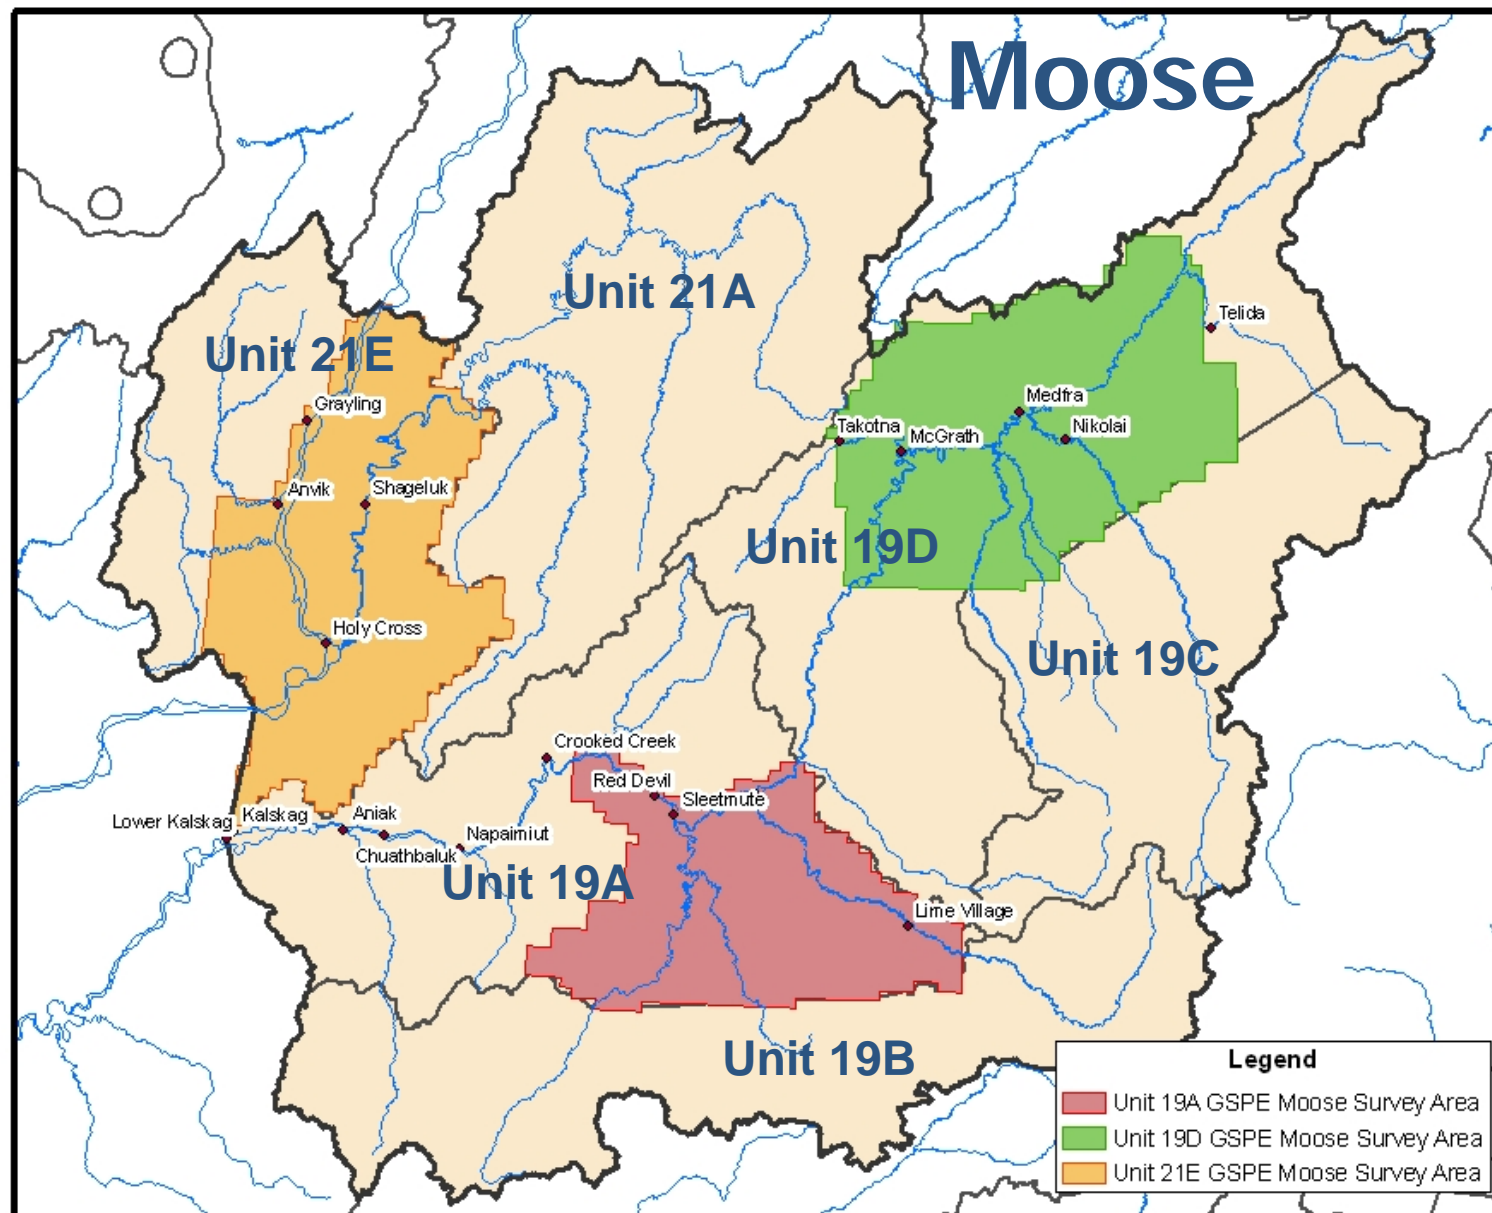 Moose
Unit 21A
Unit 21E
Telida
Grayling
Medfra
Takotna
McGrath
Nikolai
Anvik
Shageluk
Unit 19D
Holy Cross
Unit 19C
Crooked Creek
Red Devil
Sleetmute
Lower Kalskag
Kalskag
Aniak
Napaimiut
Chuathbaluk
Unit 19A
Lime Village
Unit 19B
Legend
Unit 19A GSPE Moose Survey Area
Unit 19D GSPE Moose Survey Area
Unit 21E GSPE Moose Survey Area